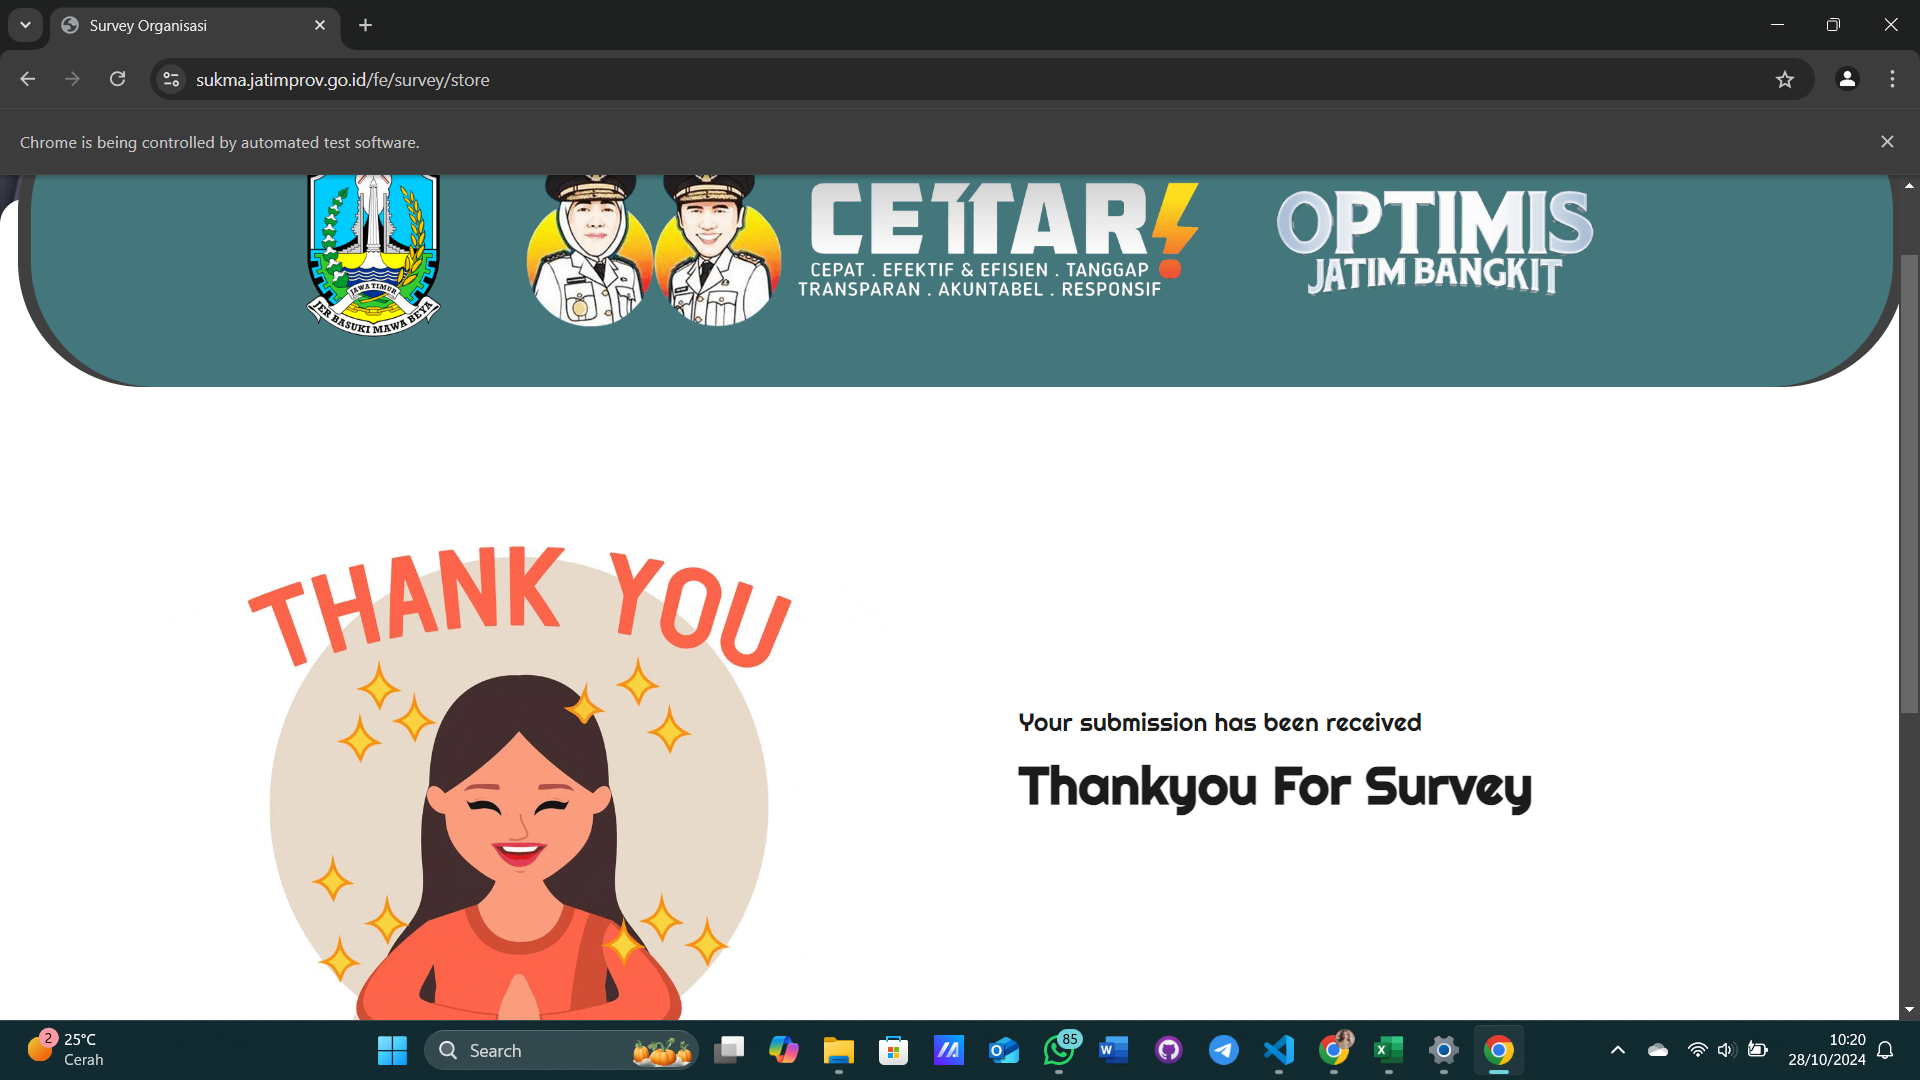 Survey Organisasi
sukma.jatimprov.go.id/fe/survey/store
Chrome is being controlled by automated test software.
JAWA TIMUR
JER BASUKI MAWA BEYA
CETTAR!
CEPAT . EFEKTIF & EFISIEN . TANGGAP
TRANSPARAN . AKUNTABEL . RESPONSIF
OPTIMIS
JATIM BANGKIT
THANK YOU
Your submission has been received
Thankyou For Survey
2
25°C
Cerah
Search
85
10:20
28/10/2024